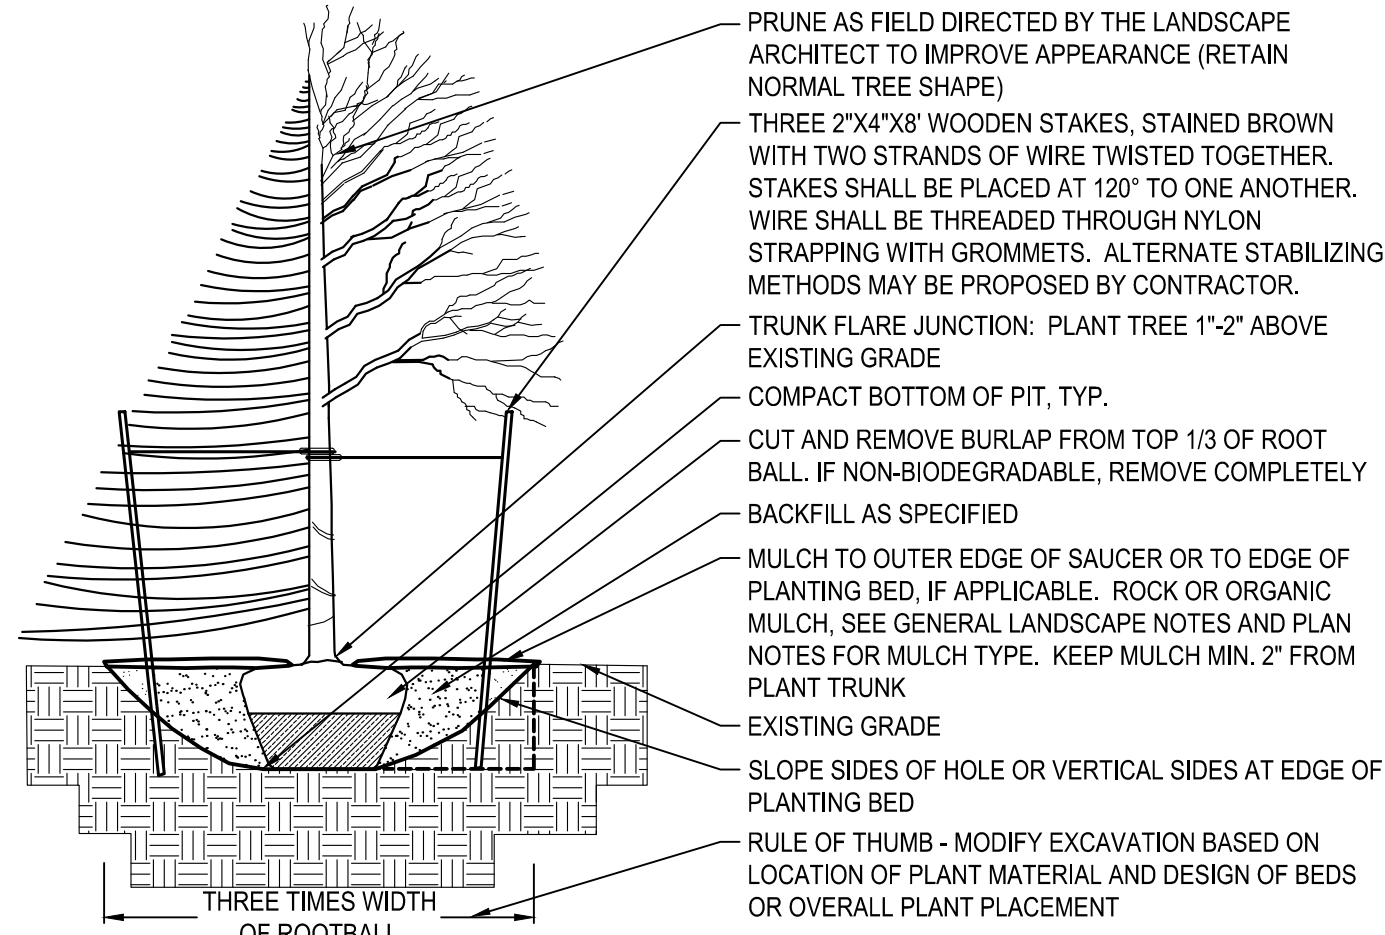 PRUNE AS FIELD DIRECTED BY THE LANDSCAPE
ARCHITECT TO IMPROVE APPEARANCE (RETAIN
NORMAL TREE SHAPE)
THREE 2"X4"X8' WOODEN STAKES, STAINED BROWN
WITH TWO STRANDS OF WIRE TWISTED TOGETHER.
STAKES SHALL BE PLACED AT 120° TO ONE ANOTHER.
WIRE SHALL BE THREADED THROUGH NYLON
STRAPPING WITH GROMMETS. ALTERNATE STABILIZING
METHODS MAY BE PROPOSED BY CONTRACTOR.
TRUNK FLARE JUNCTION: PLANT TREE 1"-2" ABOVE
EXISTING GRADE
COMPACT BOTTOM OF PIT, TYP.
CUT AND REMOVE BURLAP FROM TOP 1/3 OF ROOT
BALL. IF NON-BIODEGRADABLE, REMOVE COMPLETELY
BACKFILL AS SPECIFIED
MULCH TO OUTER EDGE OF SAUCER OR TO EDGE OF
PLANTING BED, IF APPLICABLE. ROCK OR ORGANIC
MULCH, SEE GENERAL LANDSCAPE NOTES AND PLAN
NOTES FOR MULCH TYPE. KEEP MULCH MIN. 2" FROM
PLANT TRUNK
EXISTING GRADE
SLOPE SIDES OF HOLE OR VERTICAL SIDES AT EDGE OF
PLANTING BED
RULE OF THUMB - MODIFY EXCAVATION BASED ON
LOCATION OF PLANT MATERIAL AND DESIGN OF BEDS
OR OVERALL PLANT PLACEMENT
THREE TIMES WIDTH
OF ROOTBALL